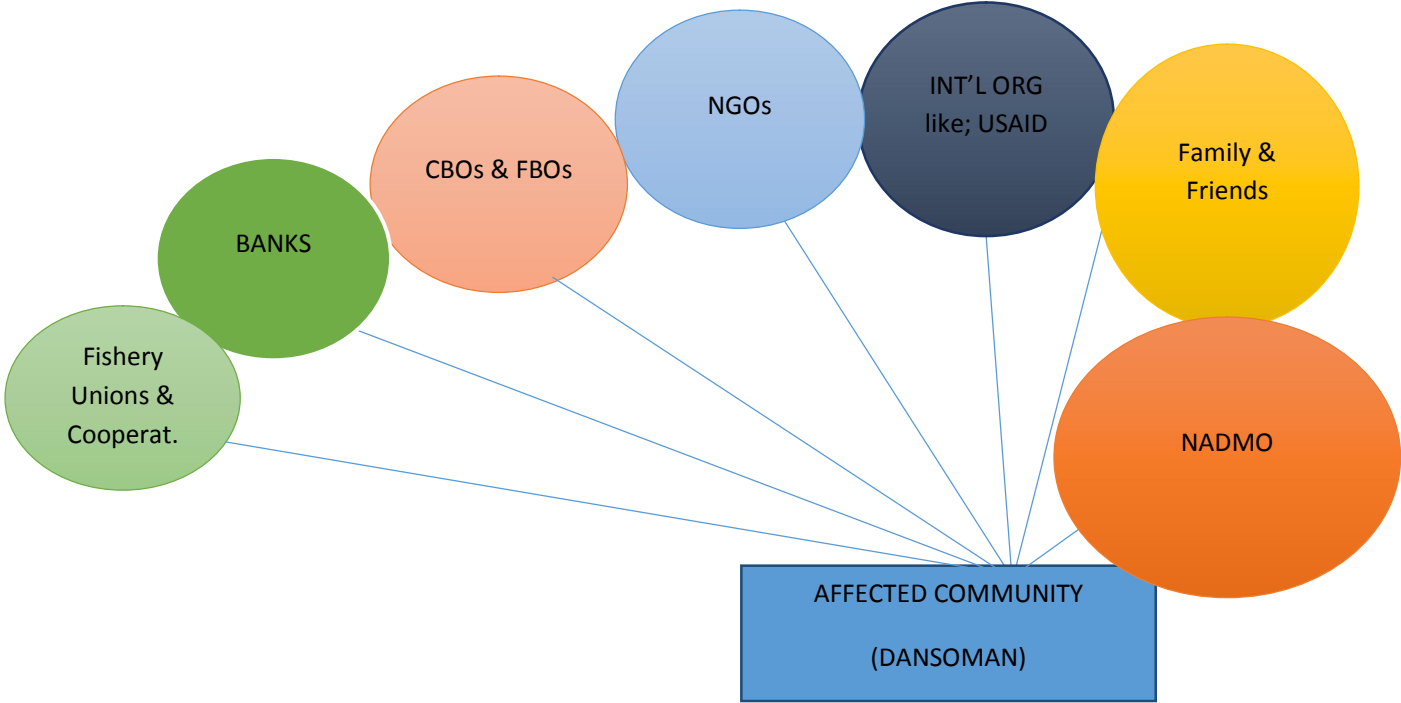 INT'L ORG
like; USAID
NGOs
Family &
Friends
CBOs & FBOs
BANKS
Fishery
Unions &
Cooperat.
NADMO
AFFECTED COMMUNITY
(DANSOMAN)